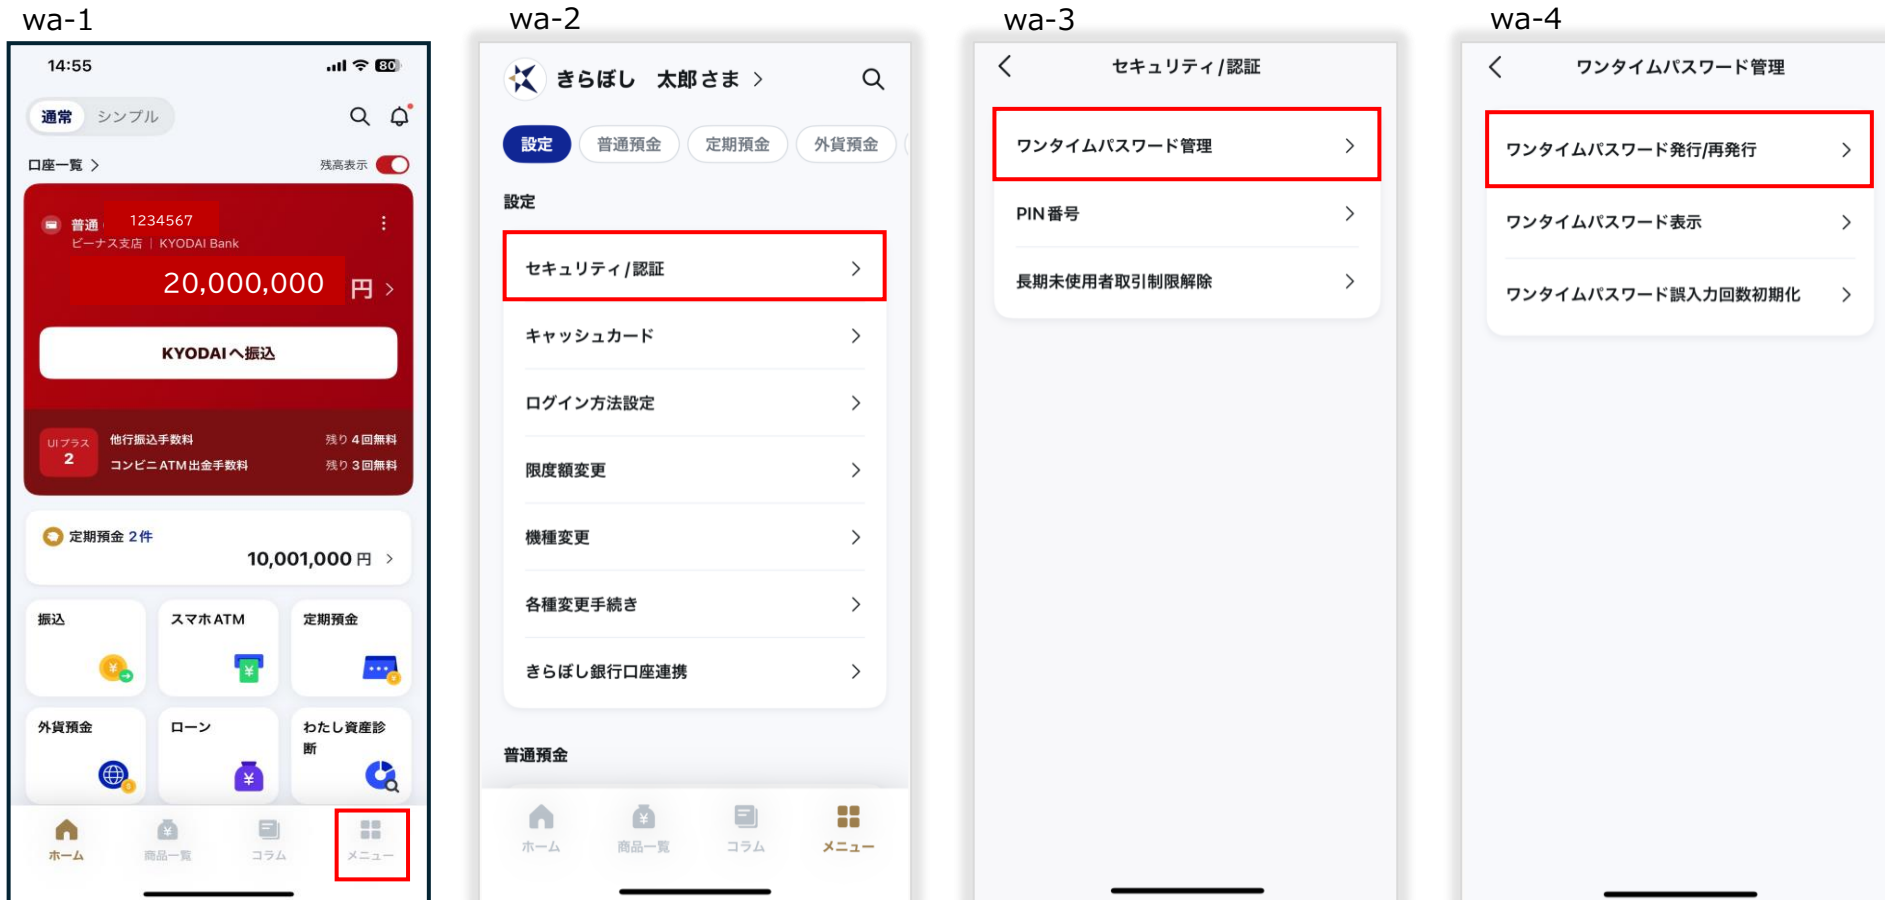 wa-1
14:55
80
通常 シンプル
口座一覧
残高表示
普通 1234567
ビーナス支店 | KYODAI Bank
20,000,000 円
KYODAIへ振込
UIプラス
2
他行振込手数料 残り4回無料
コンビニATM出金手数料 残り3回無料
定期預金 2件
10,001,000 円
振込
スマホATM
定期預金
外貨預金
ローン
わたし資産診
断
ホーム
商品一覧
コラム
メニュー
wa-2
きらぼし 太郎さま
設定 普通預金 定期預金 外貨預金
設定
セキュリティ/認証
キャッシュカード
ログイン方法設定
限度額変更
機種変更
各種変更手続き
きらぼし銀行口座連携
普通預金
ホーム
商品一覧
コラム
メニュー
wa-3
セキュリティ/認証
ワンタイムパスワード管理
PIN番号
長期未使用者取引制限解除
wa-4
ワンタイムパスワード管理
ワンタイムパスワード発行/再発行
ワンタイムパスワード表示
ワンタイムパスワード誤入力回数初期化